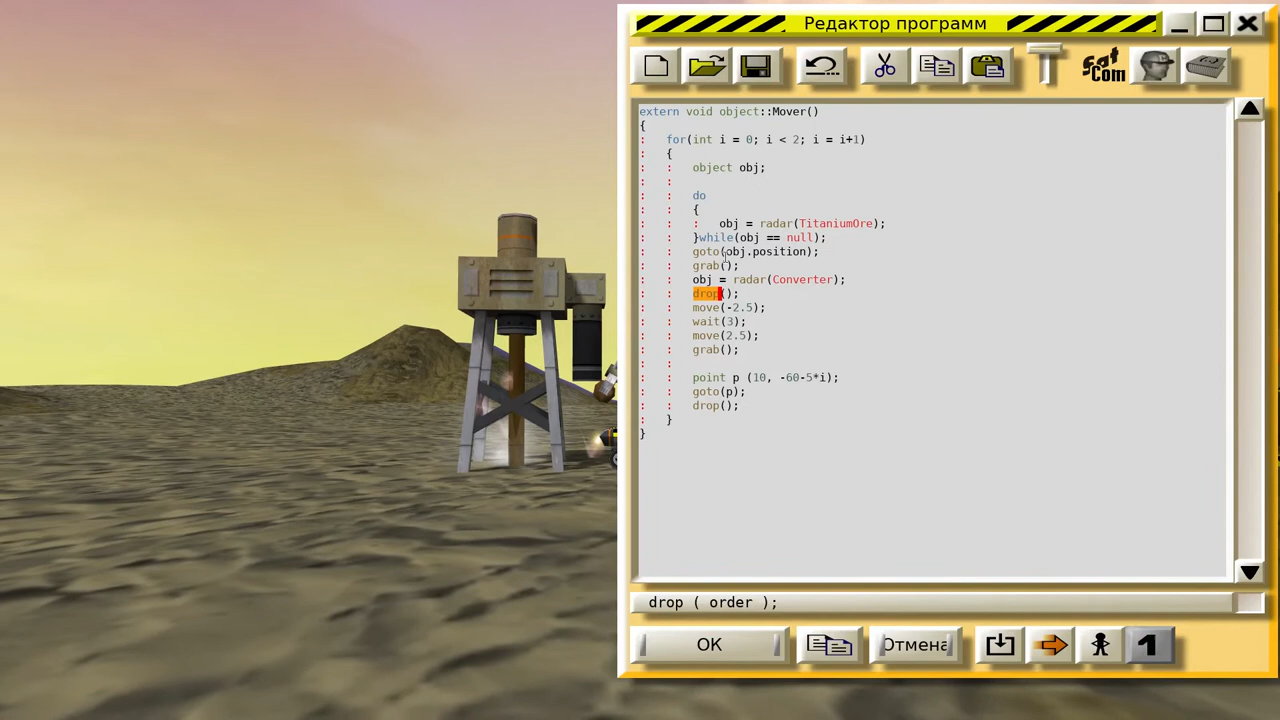 Редактор программ
Sat
Com
extern void object::Mover()
{
: for(int i = 0; i < 2; i = i+1)
: {
: : object obj;
: :
: : do
: : {
: : : obj = radar(TitaniumOre);
: : }while(obj == null);
: : goto(obj.position);
: : grab();
: : obj = radar(Converter);
: : drop();
: : move(-2.5);
: : wait(3);
: : move(2.5);
: : grab();
: :
: : point p (10, -60-5*i);
: : goto(p);
: : drop();
: }
}
drop ( order );
OK
Отмена
1